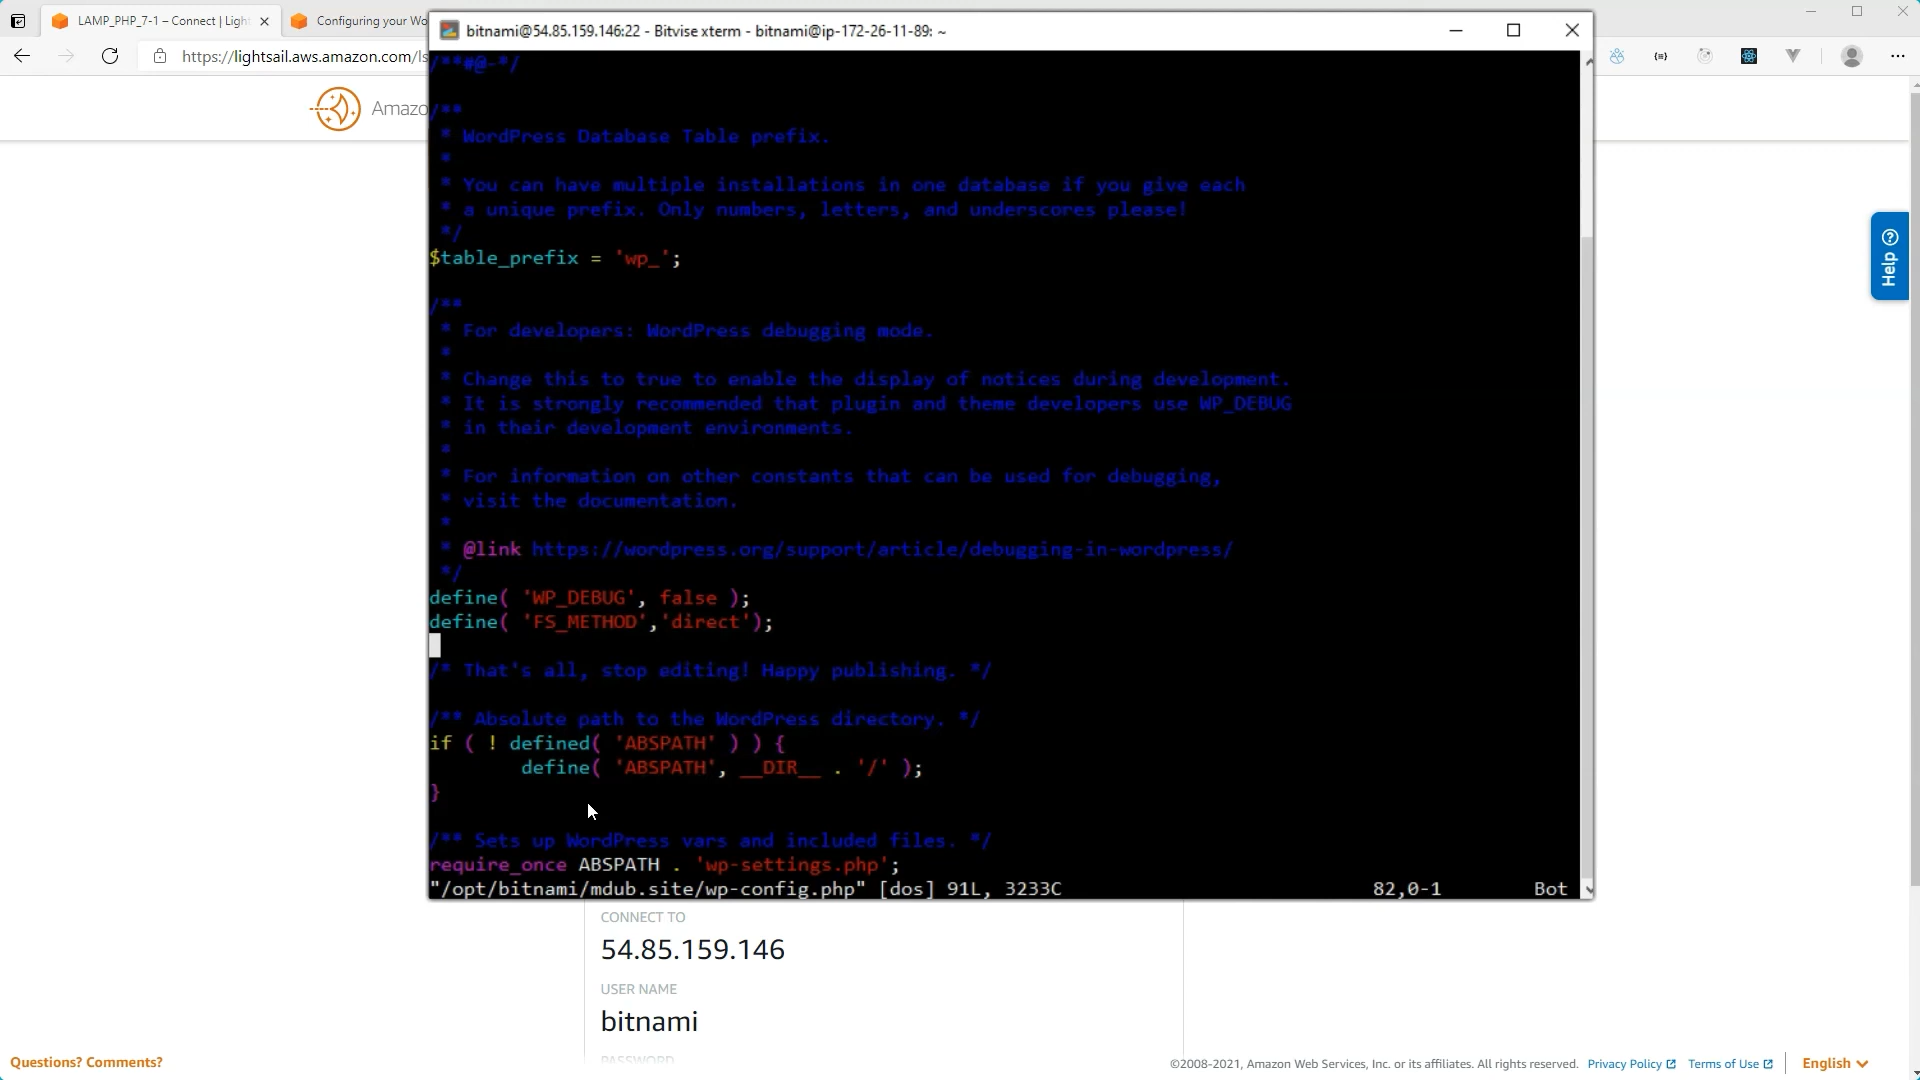 LAMP_PHP_7-1 – Connect | Ligh
Configuring your Wo
https://lightsail.aws.amazon.com/ls
Amazo
bitnami@54.85.159.146:22 - Bitvise xterm - bitnami@ip-172-26-11-89: ~
/**#@-*/
/**
* WordPress Database Table prefix.
*
* You can have multiple installations in one database if you give each
* a unique prefix. Only numbers, letters, and underscores please!
*/
$table_prefix = 'wp_';
/**
* For developers: WordPress debugging mode.
*
* Change this to true to enable the display of notices during development.
* It is strongly recommended that plugin and theme developers use WP_DEBUG
* in their development environments.
*
* For information on other constants that can be used for debugging,
* visit the documentation.
*
* @link https://wordpress.org/support/article/debugging-in-wordpress/
*/
define( 'WP_DEBUG', false );
define( 'FS_METHOD','direct');
/* That's all, stop editing! Happy publishing. */
/** Absolute path to the WordPress directory. */
if ( ! defined( 'ABSPATH' ) ) {
define( 'ABSPATH', __DIR__ . '/' );
}
/** Sets up WordPress vars and included files. */
require_once ABSPATH . 'wp-settings.php';
"/opt/bitnami/mdub.site/wp-config.php" [dos] 91L, 3233C 82,0-1 Bot
Help
CONNECT TO
54.85.159.146
USER NAME
bitnami
PASSWORD
Questions? Comments?
©2008-2021, Amazon Web Services, Inc. or its affiliates. All rights reserved. Privacy Policy Terms of Use English